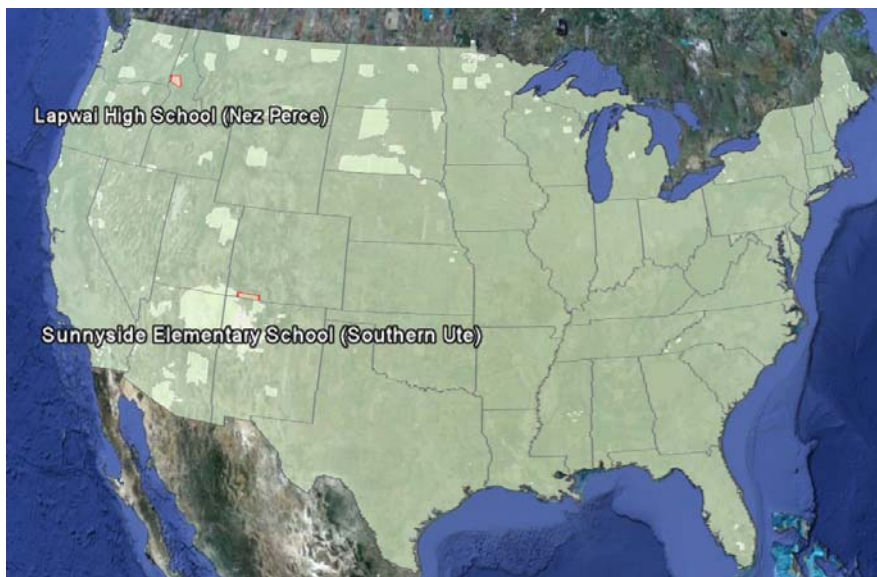 Lapwai High School (Nez Perce)
Sunnyside Elementary School (Southern Ute)